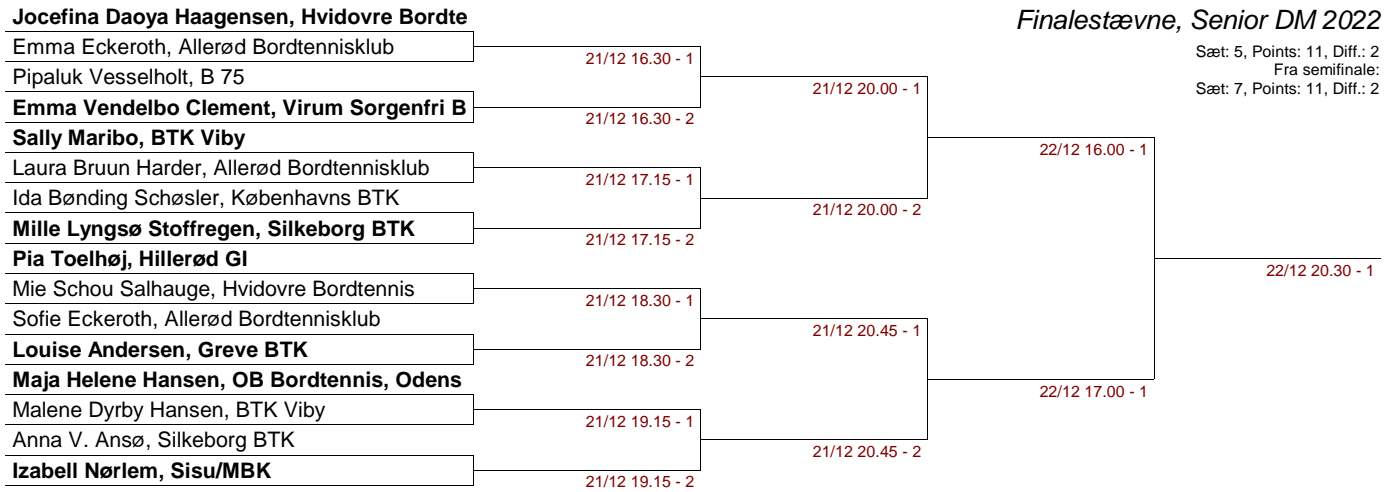 Jocefina Daoya Haagensen, Hvidovre Bordte
Emma Eckeroth, Allerød Bordtennisklub
Pipaluk Vesselholt, B 75
Emma Vendelbo Clement, Virum Sorgenfri B
Sally Maribo, BTK Viby
Laura Bruun Harder, Allerød Bordtennisklub
Ida Bønding Schøsler, Københavns BTK
Mille Lyngsø Stoffregen, Silkeborg BTK
Pia Toelhøj, Hillerød GI
Mie Schou Salhauge, Hvidovre Bordtennis
Sofie Eckeroth, Allerød Bordtennisklub
Louise Andersen, Greve BTK
Maja Helene Hansen, OB Bordtennis, Odens
Malene Dyrby Hansen, BTK Viby
Anna V. Ansø, Silkeborg BTK
Izabell Nørlem, Sisu/MBK
21/12 16.30 - 1
21/12 16.30 - 2
21/12 17.15 - 1
21/12 17.15 - 2
21/12 18.30 - 1
21/12 18.30 - 2
21/12 19.15 - 1
21/12 19.15 - 2
21/12 20.00 - 1
21/12 20.00 - 2
21/12 20.45 - 1
21/12 20.45 - 2
22/12 16.00 - 1
22/12 17.00 - 1
22/12 20.30 - 1
Finalestævne, Senior DM 2022
Sæt: 5, Points: 11, Diff.: 2
Fra semifinale:
Sæt: 7, Points: 11, Diff.: 2